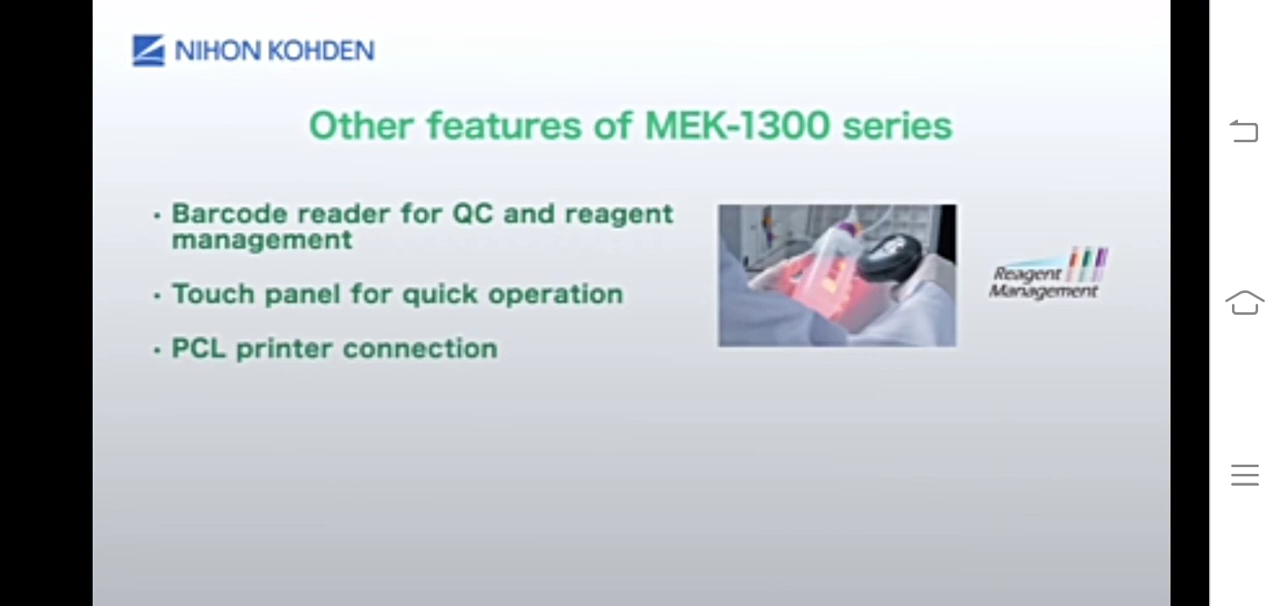 NIHON KOHDEN
Other features of MEK-1300 series
· Barcode reader for QC and reagent
management
· Touch panel for quick operation
· PCL printer connection
Reagent
Management